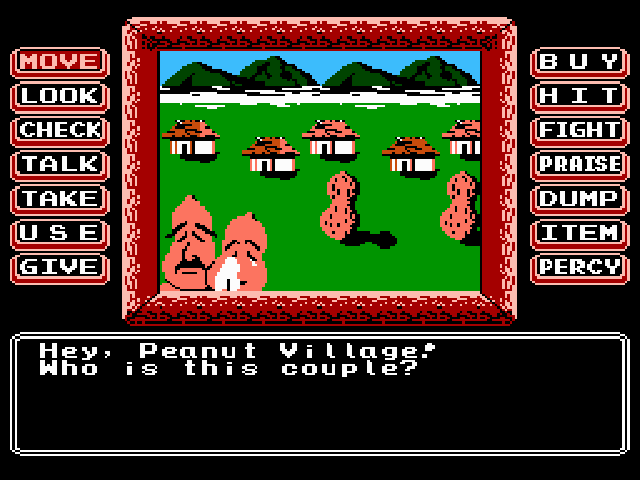 MOVE
LOOK
CHECK
TALK
TAKE
USE
GIVE
BUY
HIT
FIGHT
PRAISE
DUMP
ITEM
PERCY
Hey, Peanut Village!
Who is this couple?